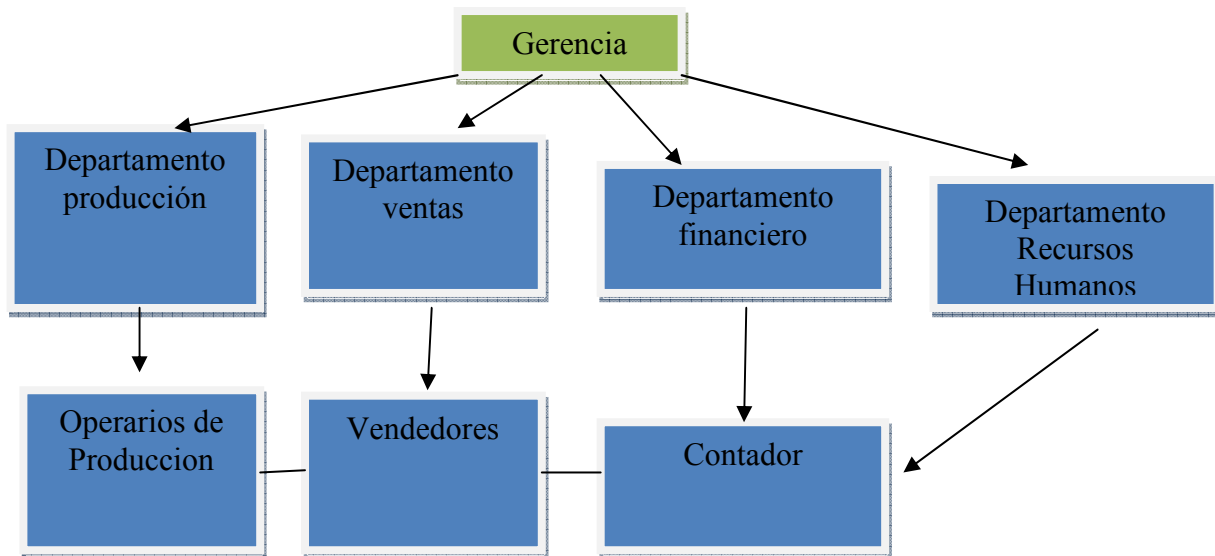 Gerencia
Departamento
producción
Departamento
ventas
Departamento
financiero
Departamento
Recursos
Humanos
Operarios de
Produccion
Vendedores
Contador